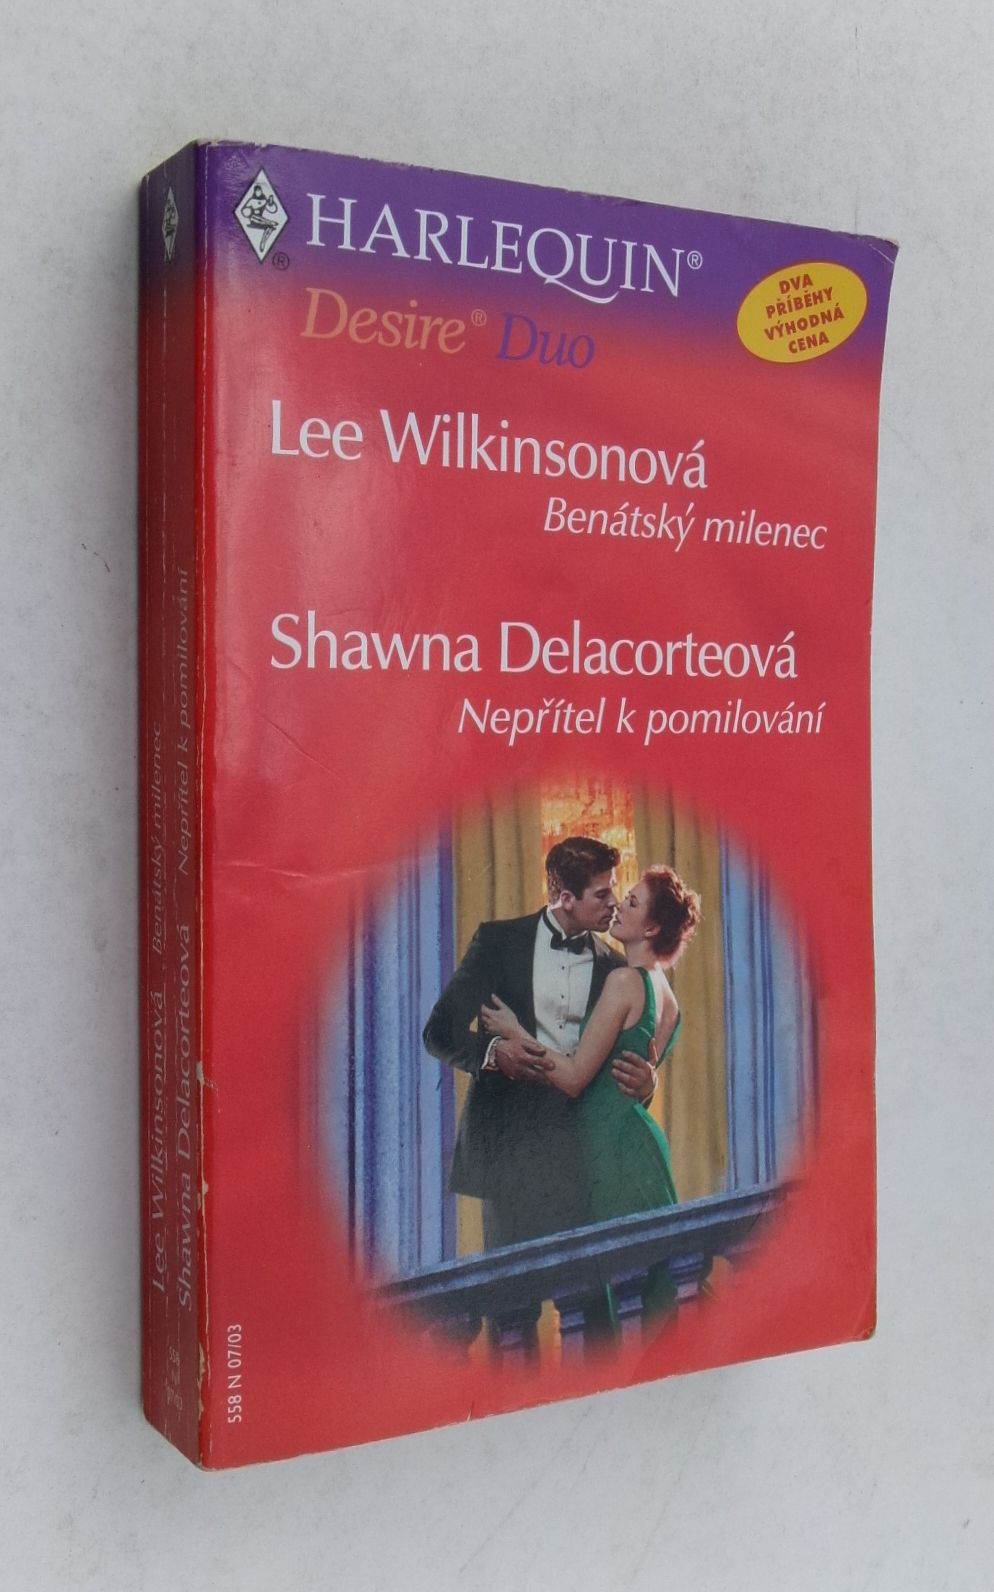 HARLEQUIN®
Desire® Duo
DVA
PŘÍBĚHY
VÝHODNÁ
CENA
Lee Wilkinsonová
Benátský milenec
Shawna Delacorteová
Nepřítel k pomilování
558 N 07/03
Lee Wilkinsonová Benátský milenec
Shawna Delacorteová Nepřítel k pomilování
®